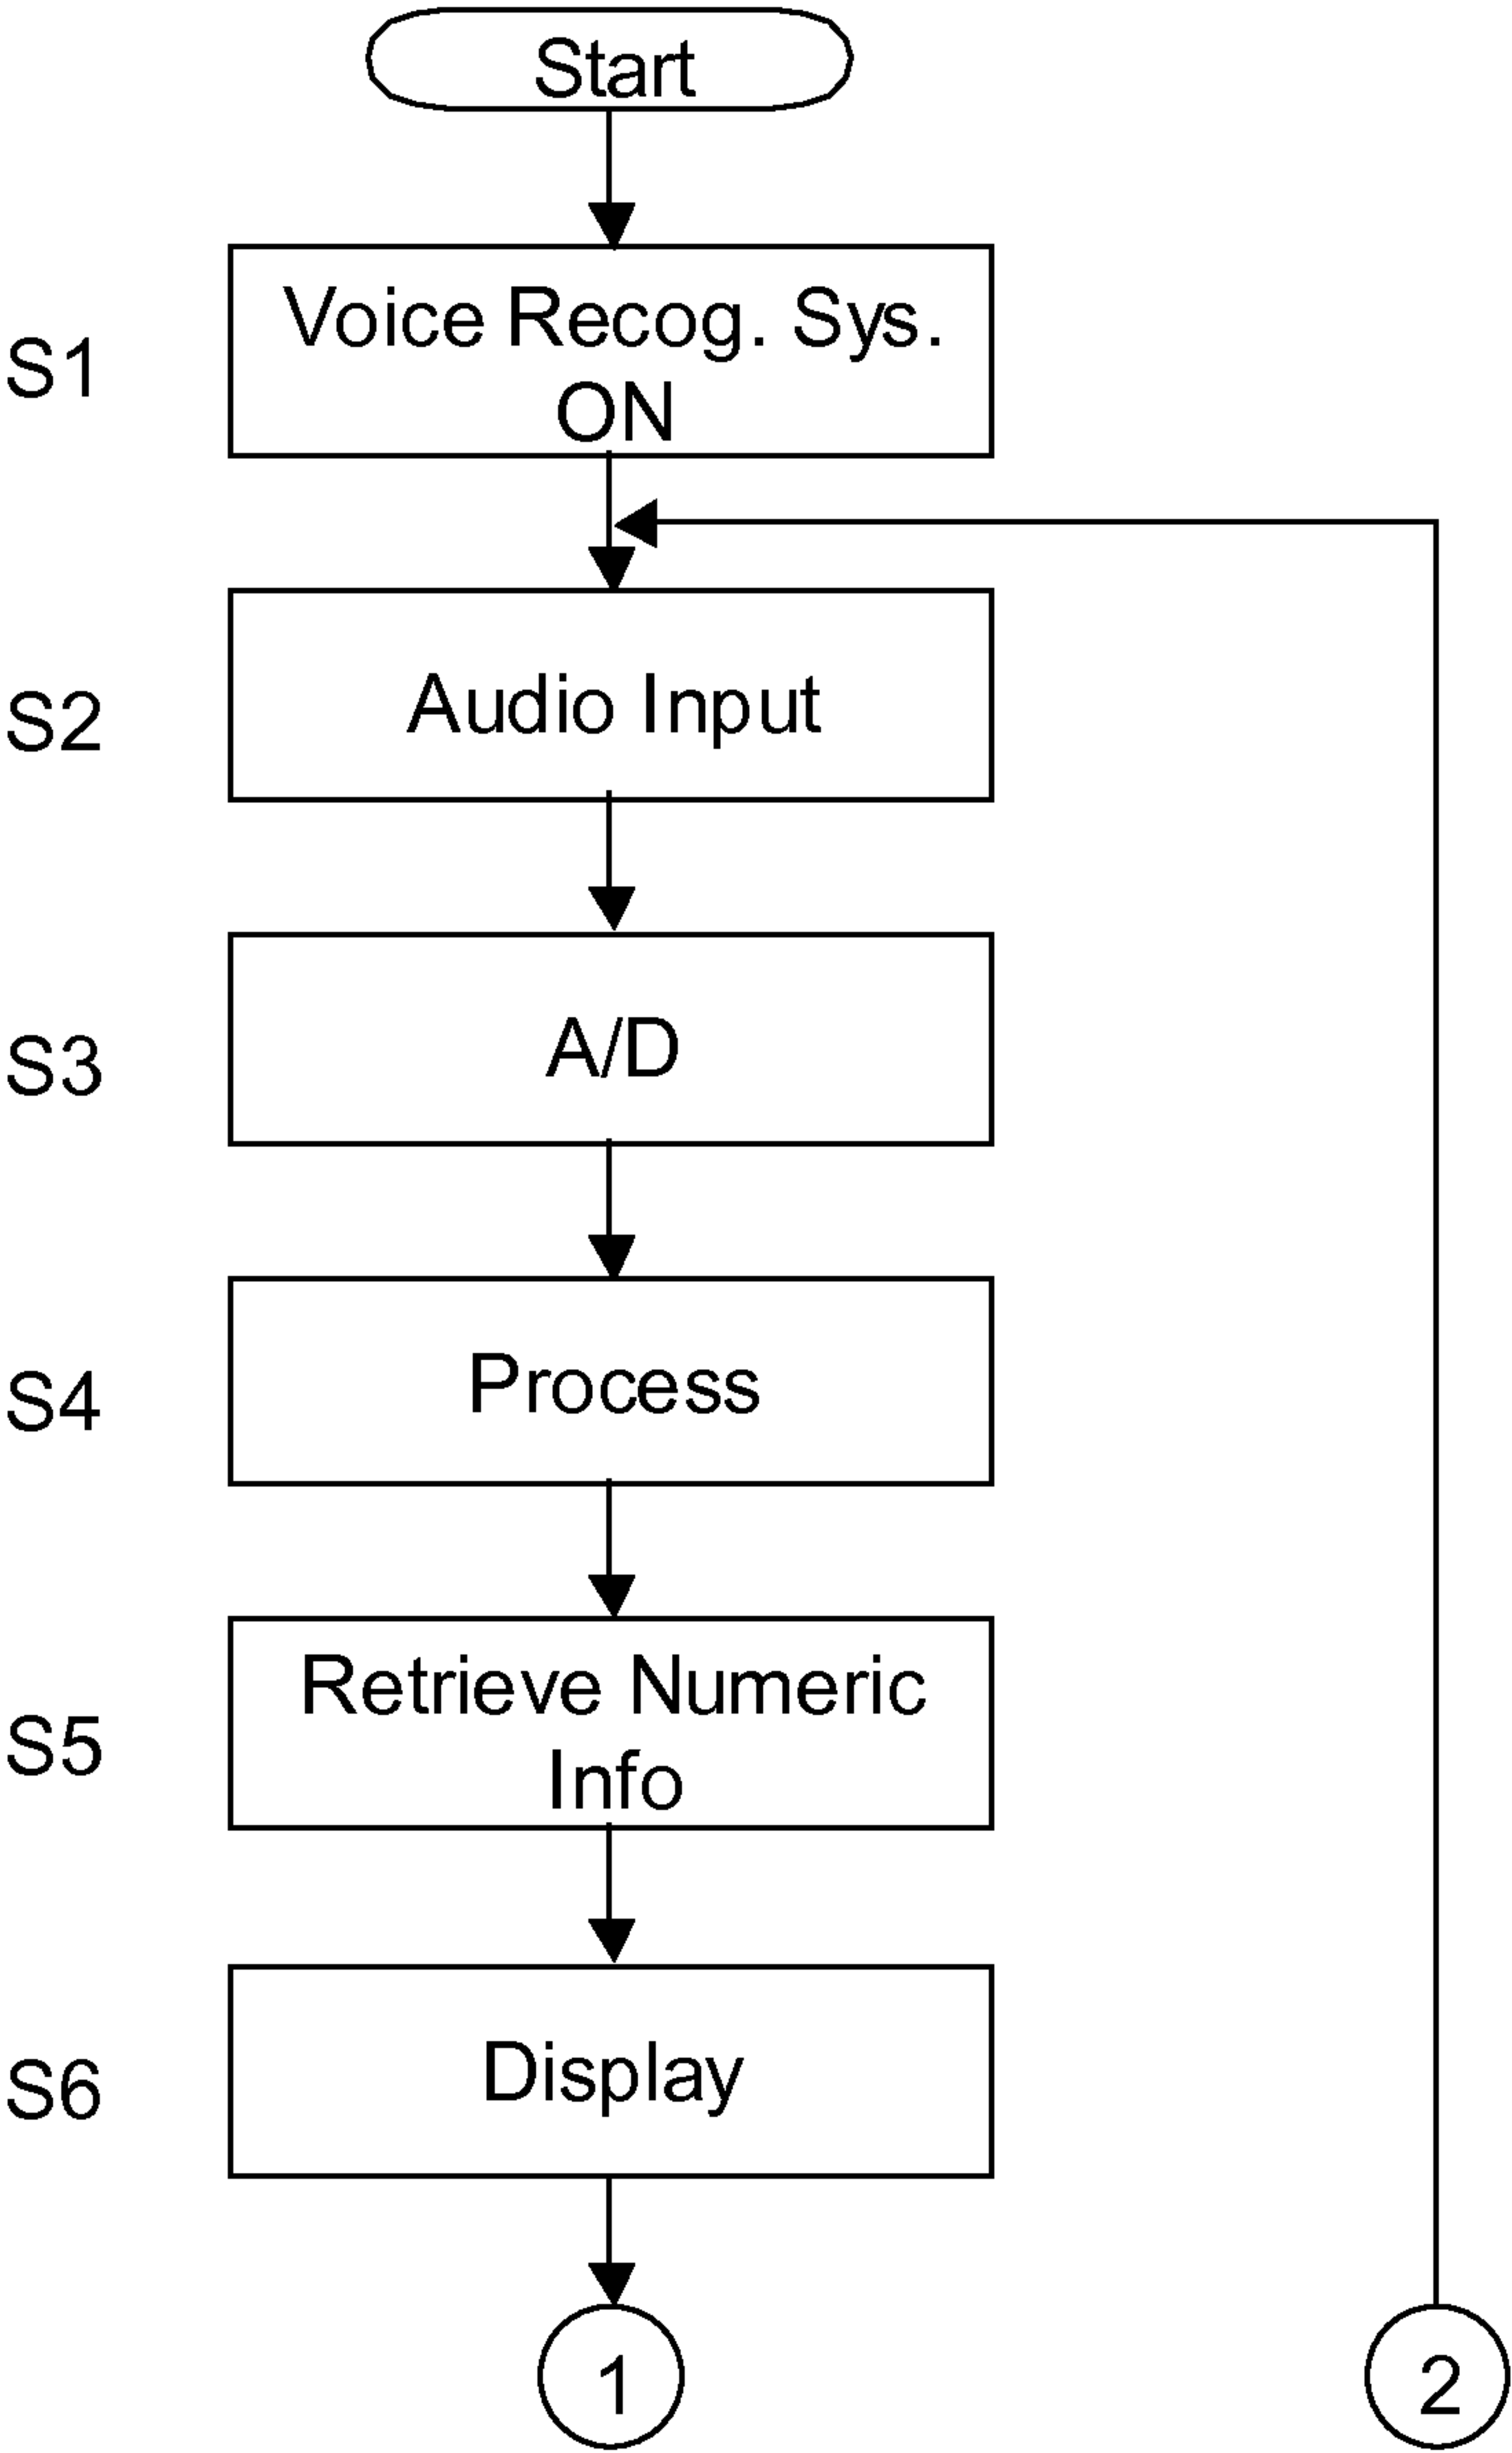 Start
S1
Voice Recog. Sys.
ON
S2
Audio Input
S3
A/D
S4
Process
S5
Retrieve Numeric
Info
S6
Display
1
2